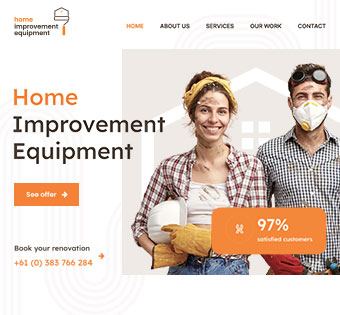 home
improvement
equipment
HOME
ABOUT US
SERVICES
OUR WORK
CONTACT
Home
Improvement
Equipment
See offer
97%
satisfied customers
Book your renovation
+61 (0) 383 766 284